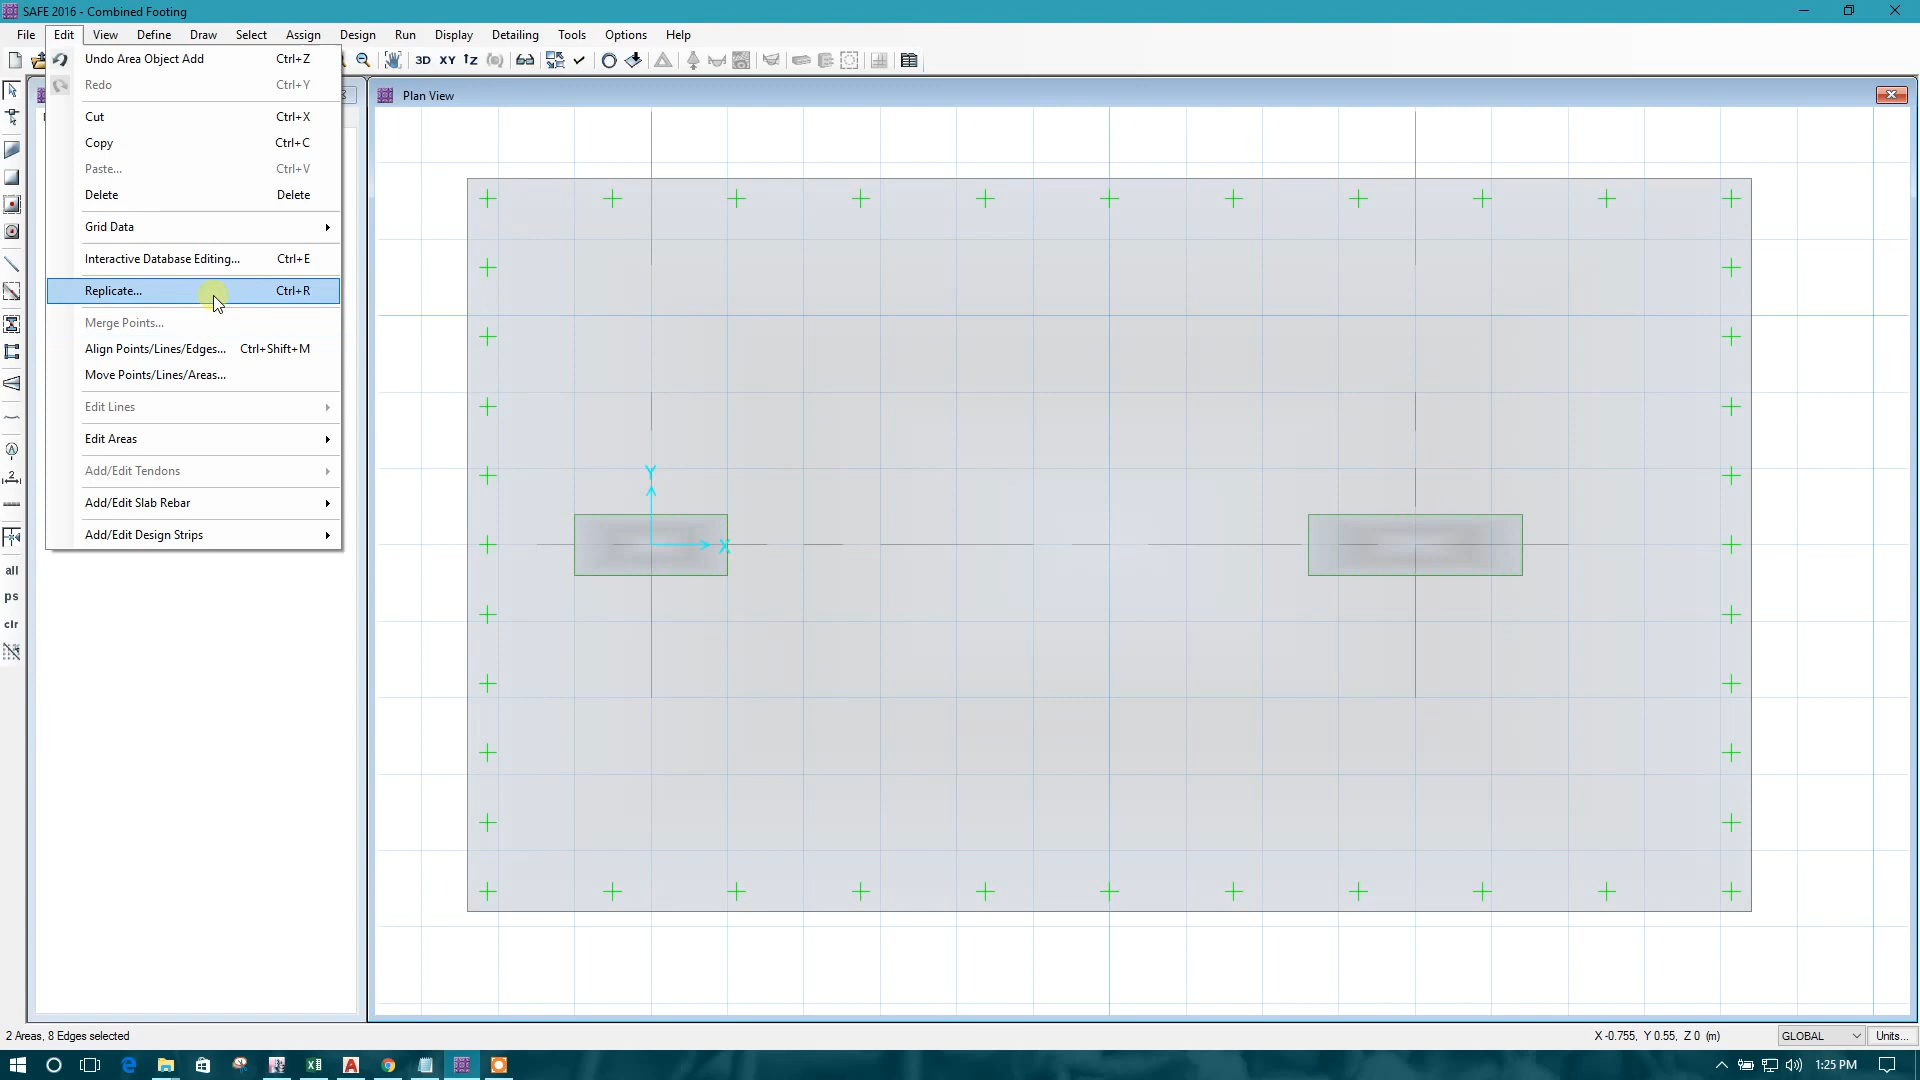 SAFE 2016 - Combined Footing
File Edit View Define Draw Select Assign Design Run Display Detailing Tools Options Help
3D XY
Undo Area Object Add Ctrl+Z
Redo Ctrl+Y
Cut Ctrl+X
Copy Ctrl+C
Paste... Ctrl+V
Delete Delete
Grid Data
Interactive Database Editing... Ctrl+E
Replicate... Ctrl+R
Merge Points...
Align Points/Lines/Edges... Ctrl+Shift+M
Move Points/Lines/Areas...
Edit Lines
Edit Areas
Add/Edit Tendons
Add/Edit Slab Rebar
Add/Edit Design Strips
all
ps
clr
Plan View
Y
X
2 Areas, 8 Edges selected
X -0.755, Y 0.55, Z 0 (m)
GLOBAL
Units...
1:25 PM